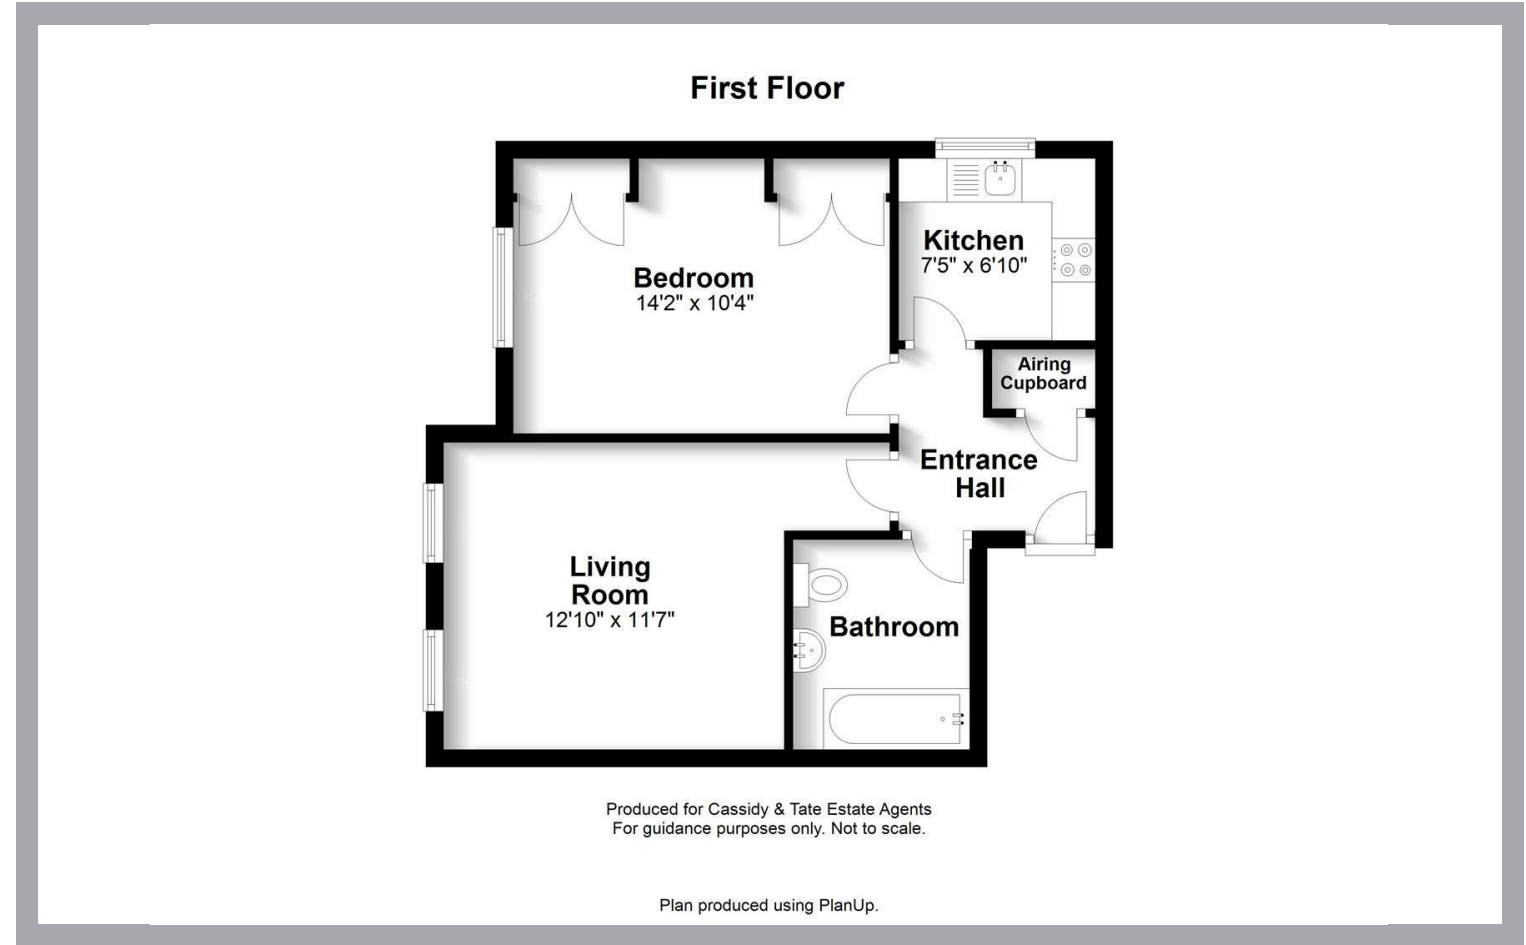 First Floor
Kitchen
7'5" x 6'10"
Bedroom
14'2" x 10'4"
Airing
Cupboard
Entrance
Hall
Living
Room
12'10" x 11'7"
Bathroom
Produced for Cassidy & Tate Estate Agents
For guidance purposes only. Not to scale.
Plan produced using PlanUp.